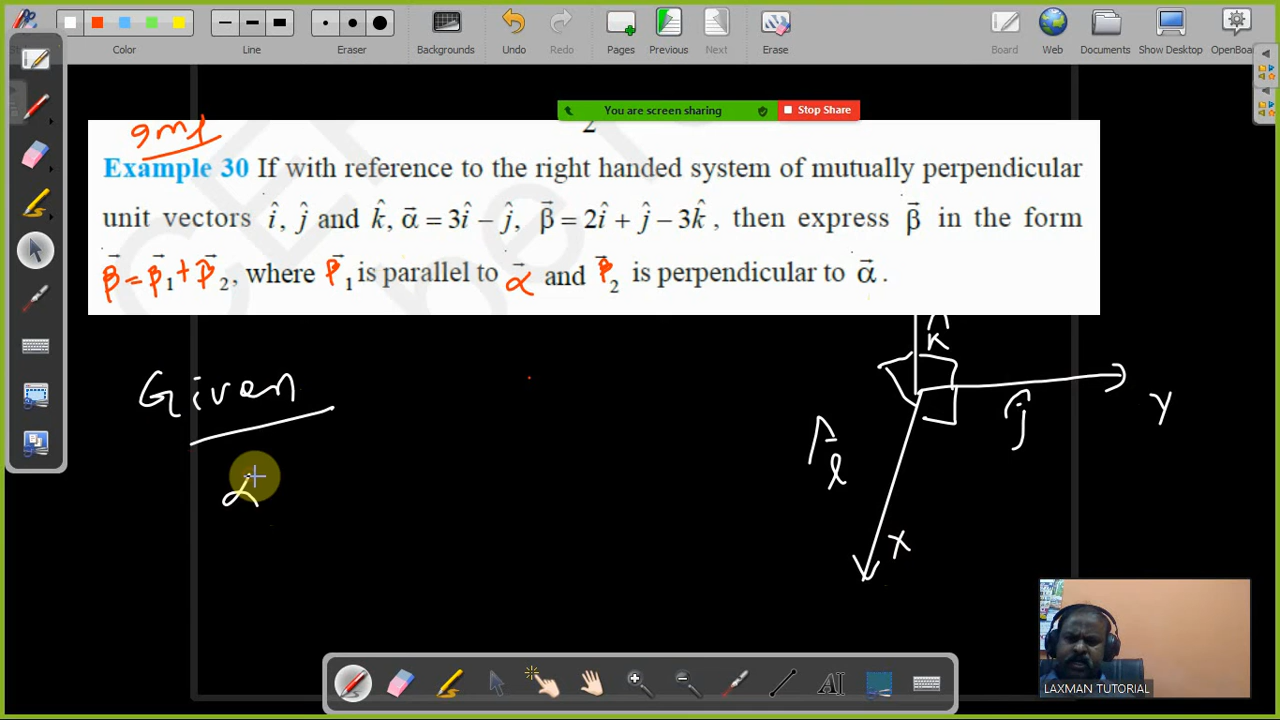 Color
Line
Eraser
Backgrounds
Undo
Redo
Pages
Previous
Next
Erase
Board
Web
Documents
Show Desktop
OpenBoa
You are screen sharing
Stop Share
2
Example 30 If with reference to the right handed system of mutually perpendicular
unit vectors î, ĵ and k̂, α⃗ = 3î − ĵ, β⃗ = 2î + ĵ − 3k̂, then express β⃗ in the form
β⃗ = β⃗₁ + β⃗₂, where β⃗₁ is parallel to α⃗ and β⃗₂ is perpendicular to α⃗.
k̂
Given
ĵ
Y
α
X
LAXMAN TUTORIAL